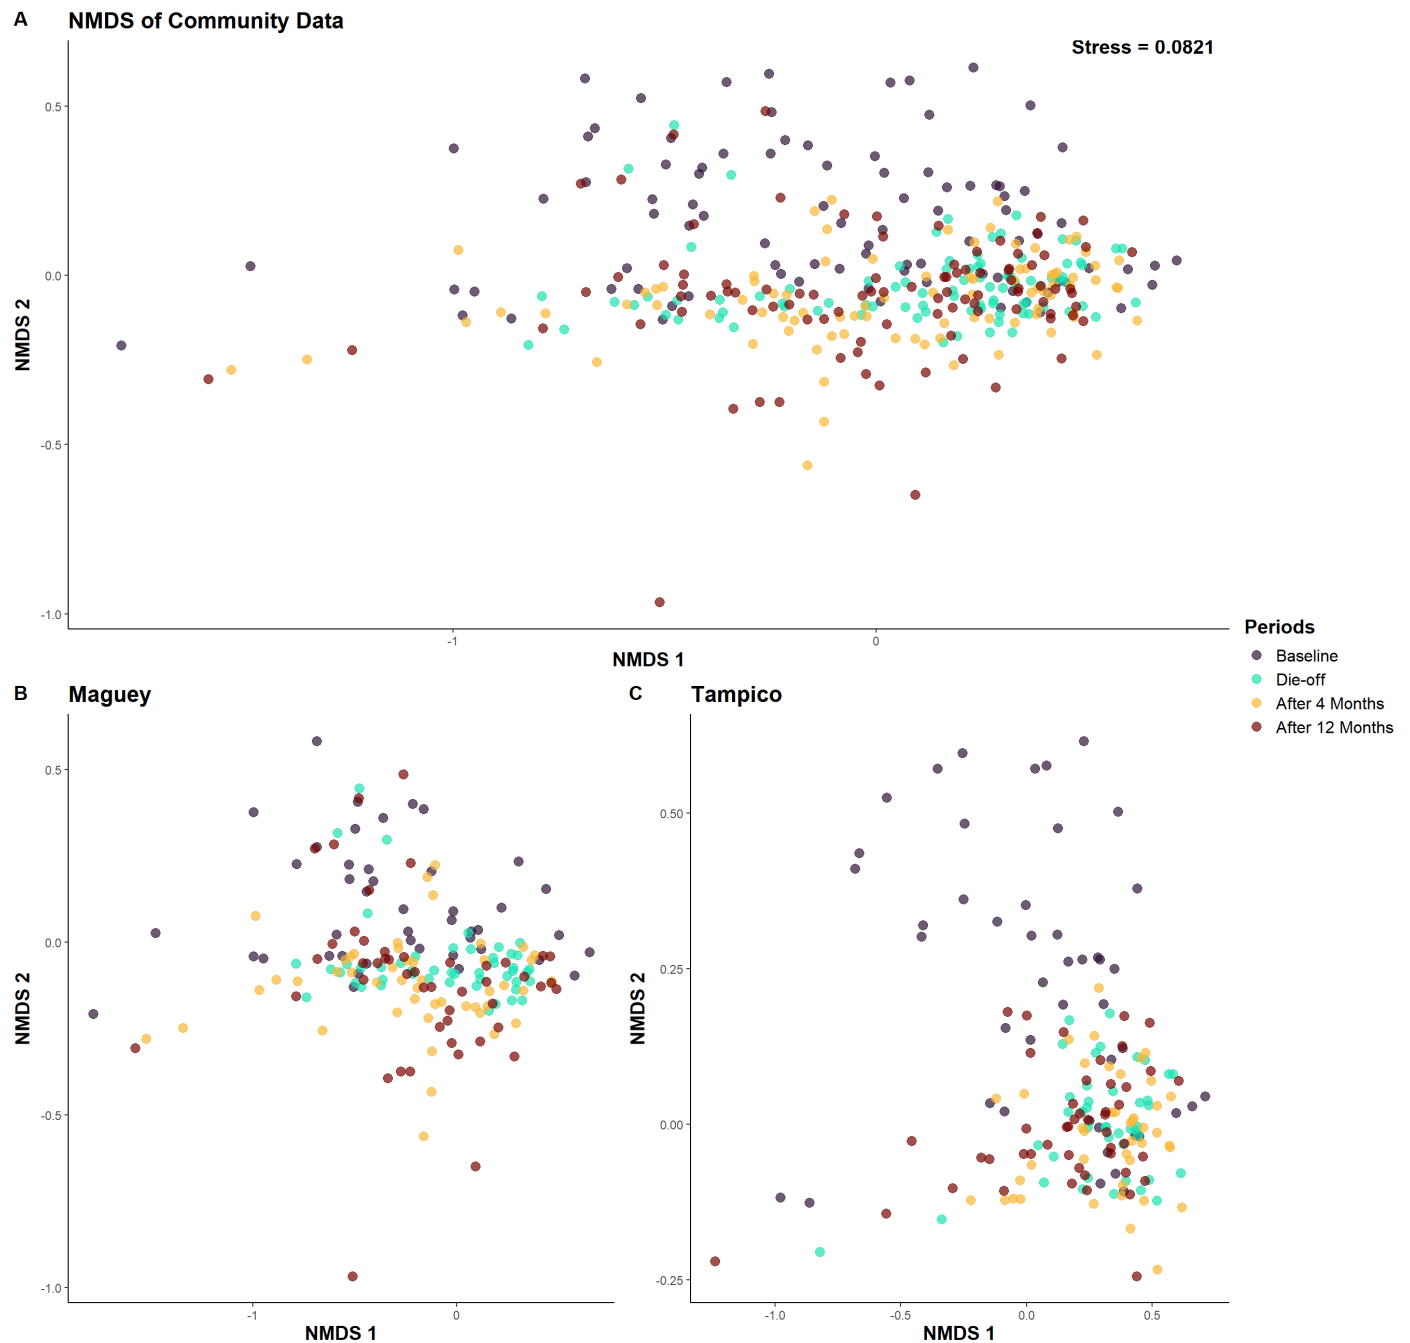 A NMDS of Community Data
Stress = 0.0821
0.5
0.0
-0.5
-1.0
NMDS 2
-1 0
NMDS 1
Periods
Baseline
Die-off
After 4 Months
After 12 Months
B Maguey
0.5
0.0
-0.5
-1.0
NMDS 2
-1 0
NMDS 1
C Tampico
0.50
0.25
0.00
-0.25
NMDS 2
-1.0 -0.5 0.0 0.5
NMDS 1